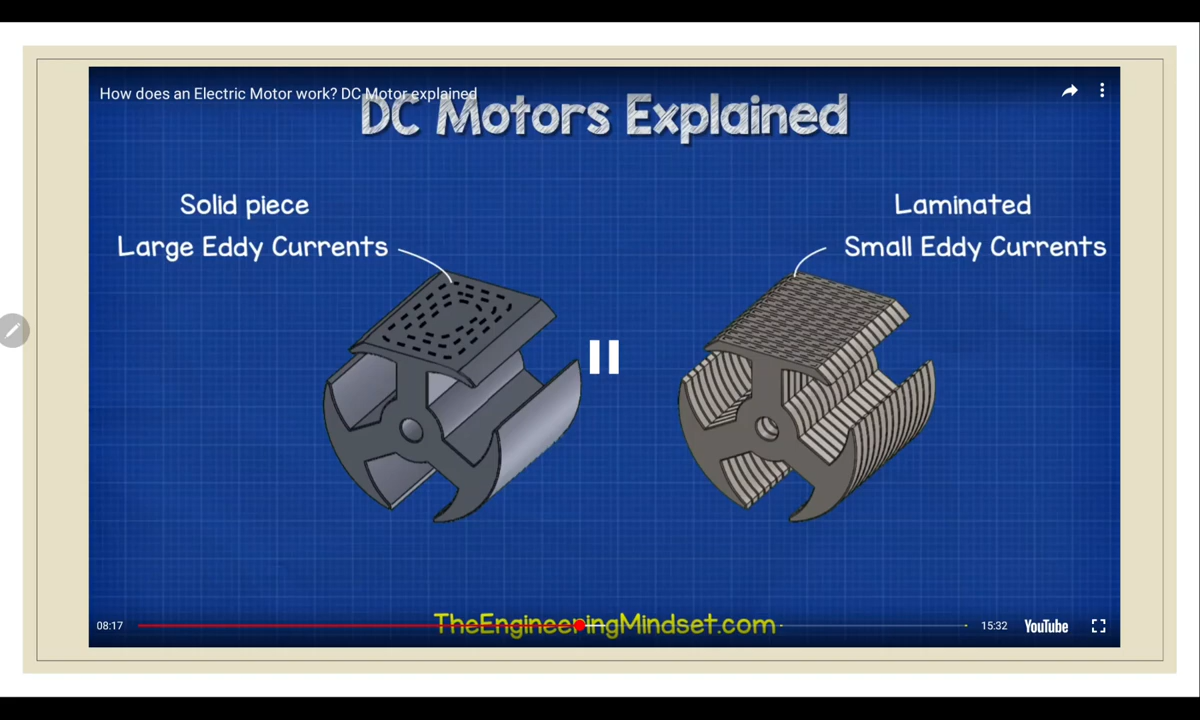 How does an Electric Motor work? DC Motor explained
DC Motors Explained
Solid piece
Large Eddy Currents
Laminated
Small Eddy Currents
TheEngineeringMindset.com
08:17
15:32
YouTube